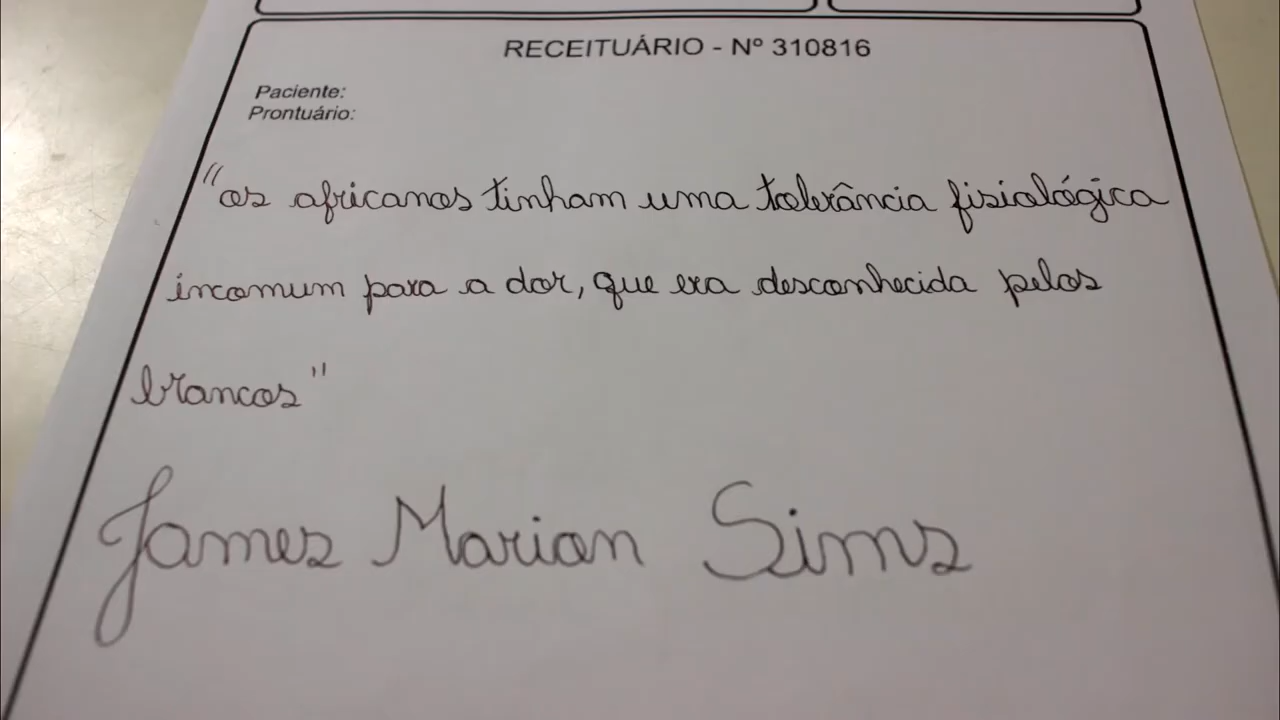 RECEITUÁRIO - Nº 310816
Paciente:
Prontuário:
"os africanos tinham uma tolerância fisiológica
incomum para a dor, que era desconhecida pelos
brancos"
James Marian Sims